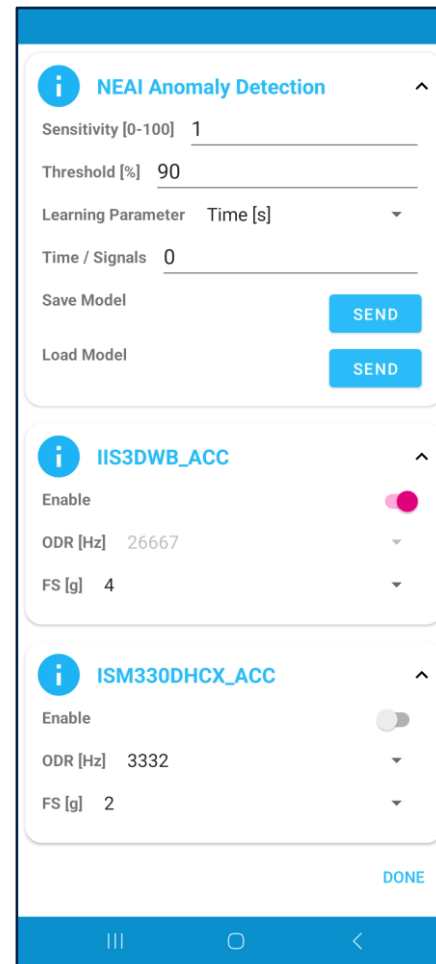 NEAI Anomaly Detection
Sensitivity [0-100] 1
Threshold [%] 90
Learning Parameter Time [s]
Time / Signals 0
Save Model
SEND
Load Model
SEND
IIS3DWB_ACC
Enable
ODR [Hz] 26667
FS [g] 4
ISM330DHCX_ACC
Enable
ODR [Hz] 3332
FS [g] 2
DONE